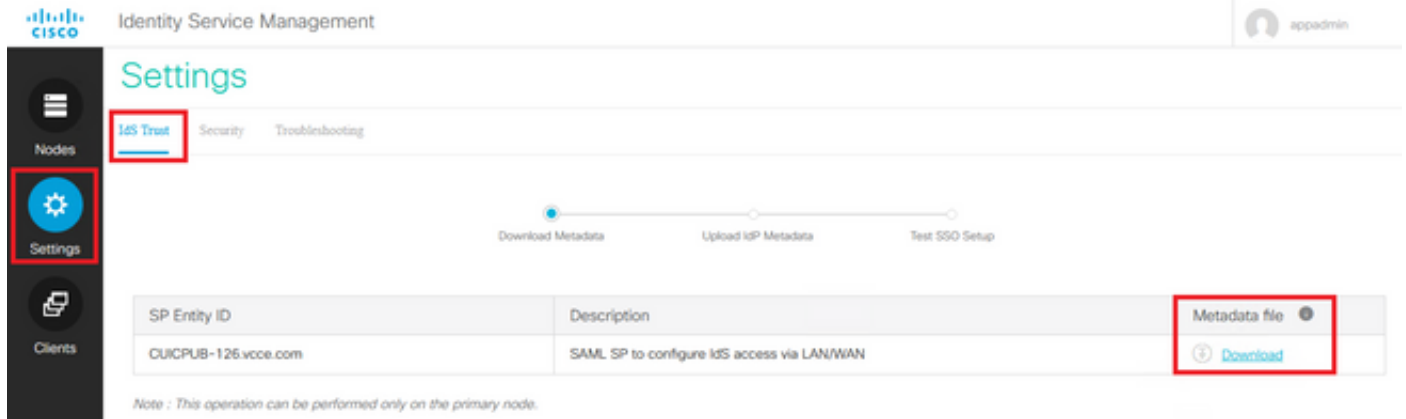 CISCO
Identity Service Management
appadmin
Settings
IdS Trust
Security
Troubleshooting
Nodes
Settings
Clients
Download Metadata
Upload IdP Metadata
Test SSO Setup
SP Entity ID
Description
Metadata file
CUICPUB-126.vcce.com
SAML SP to configure IdS access via LAN/WAN
Download
Note : This operation can be performed only on the primary node.